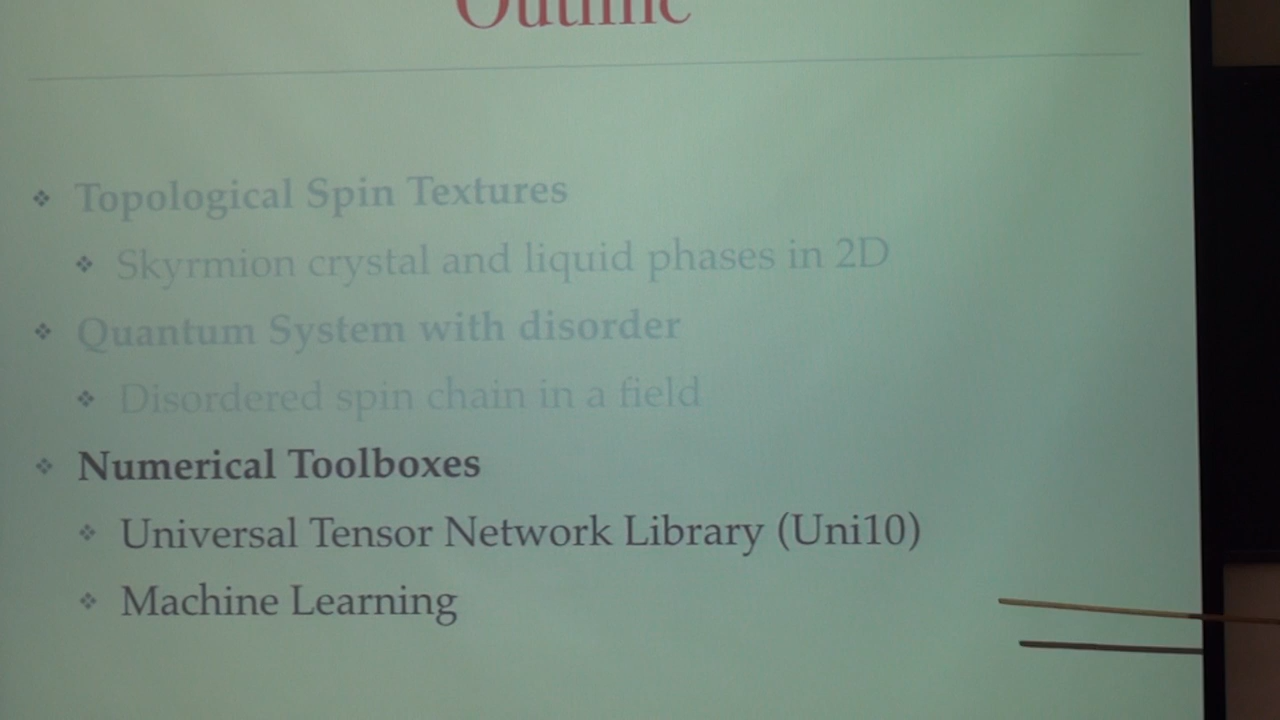 Outline
Topological Spin Textures
Skyrmion crystal and liquid phases in 2D
Quantum System with disorder
Disordered spin chain in a field
Numerical Toolboxes
Universal Tensor Network Library (Uni10)
Machine Learning